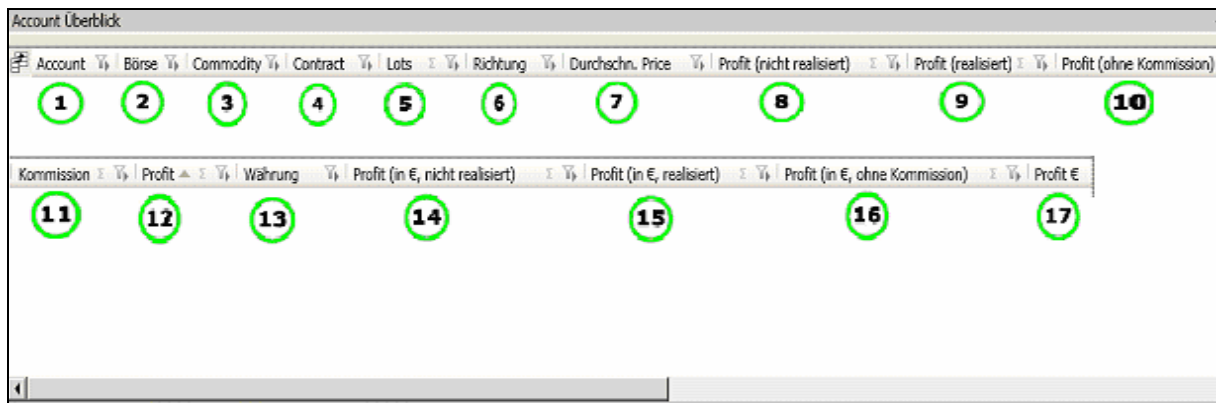 Account Überblick
Account Börse Commodity Contract Lots Σ Richtung Durchschn. Price Profit (nicht realisiert) Σ Profit (realisiert) Σ Profit (ohne Kommission)
1 2 3 4 5 6 7 8 9 10
Kommission Σ Profit Σ Währung Profit (in €, nicht realisiert) Σ Profit (in €, realisiert) Σ Profit (in €, ohne Kommission) Σ Profit €
11 12 13 14 15 16 17